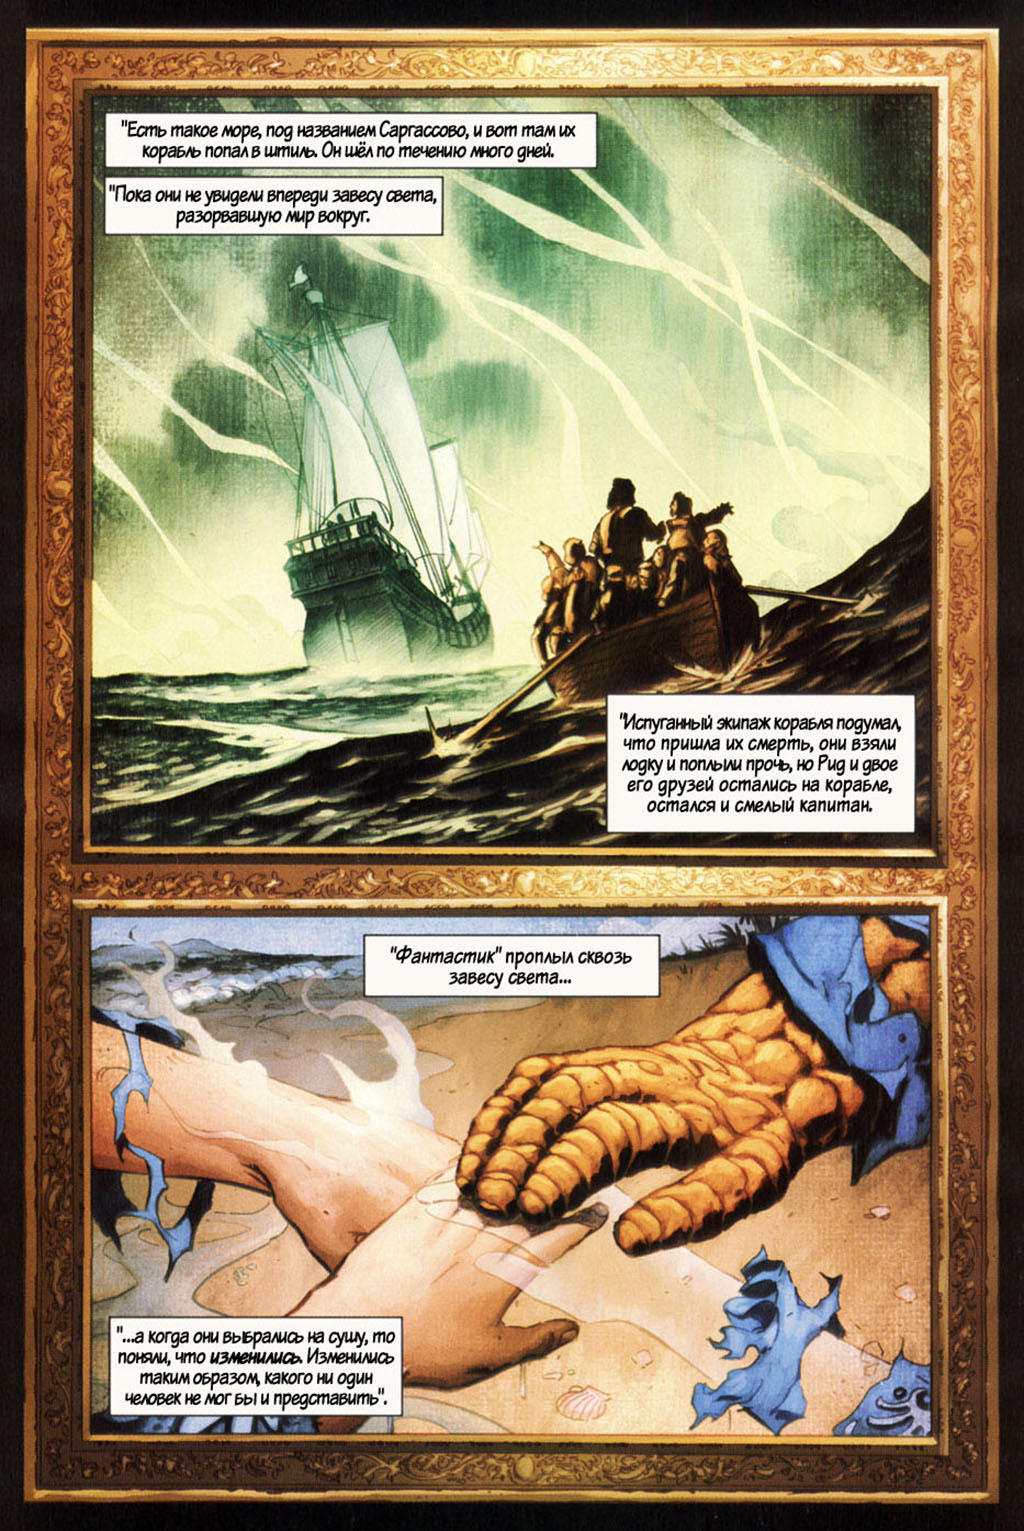 "Есть такое море, под названием Саргассово, и вот там их
корабль попал в штиль. Он шёл по течению много дней.
"Пока они не увидели впереди завесу света,
разорвавшую мир вокруг.
"Испуганный экипаж корабля подумал,
что пришла их смерть, они взяли
лодку и поплыли прочь, но Рид и двое
его друзей остались на корабле,
остался и смелый капитан.
"Фантастик" проплыл сквозь
завесу света...
"...а когда они выбрались на сушу, то
поняли, что изменились. Изменились
таким образом, какого ни один
человек не мог бы и представить".